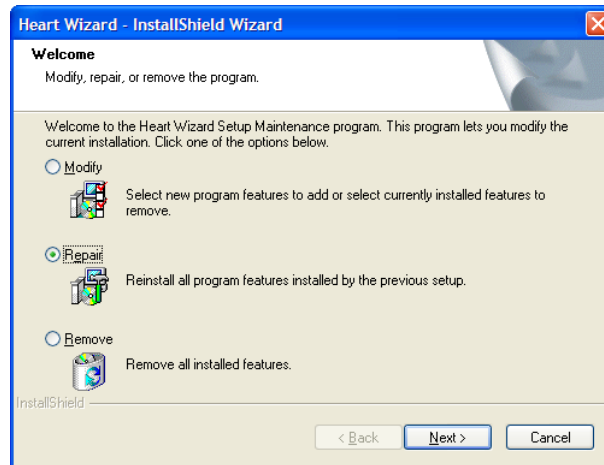 Heart Wizard - InstallShield Wizard
Welcome
Modify, repair, or remove the program.
Welcome to the Heart Wizard Setup Maintenance program. This program lets you modify the
current installation. Click one of the options below.
Modify
Select new program features to add or select currently installed features to
remove.
Repair
Reinstall all program features installed by the previous setup.
Remove
Remove all installed features.
InstallShield
< Back Next > Cancel